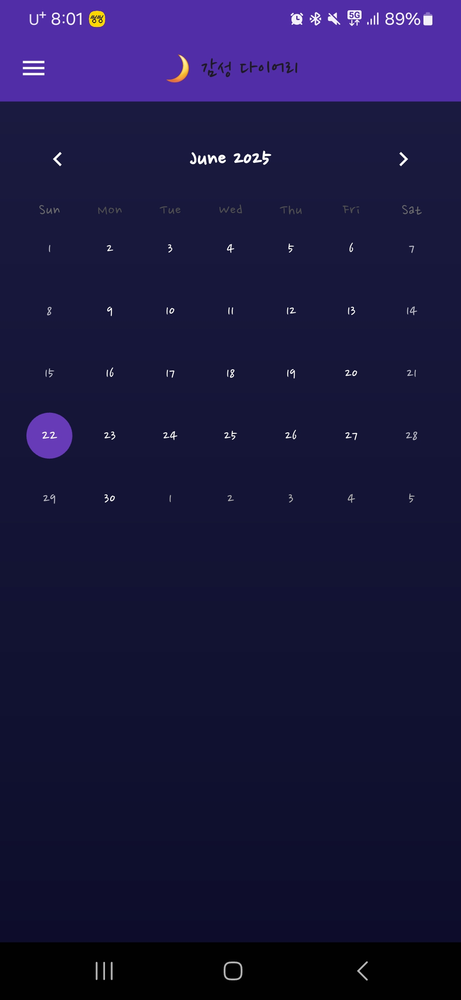 U+ 8:01 5G 89%
감성 다이어리
June 2025
Sun Mon Tue Wed Thu Fri Sat
1 2 3 4 5 6 7
8 9 10 11 12 13 14
15 16 17 18 19 20 21
22 23 24 25 26 27 28
29 30 1 2 3 4 5